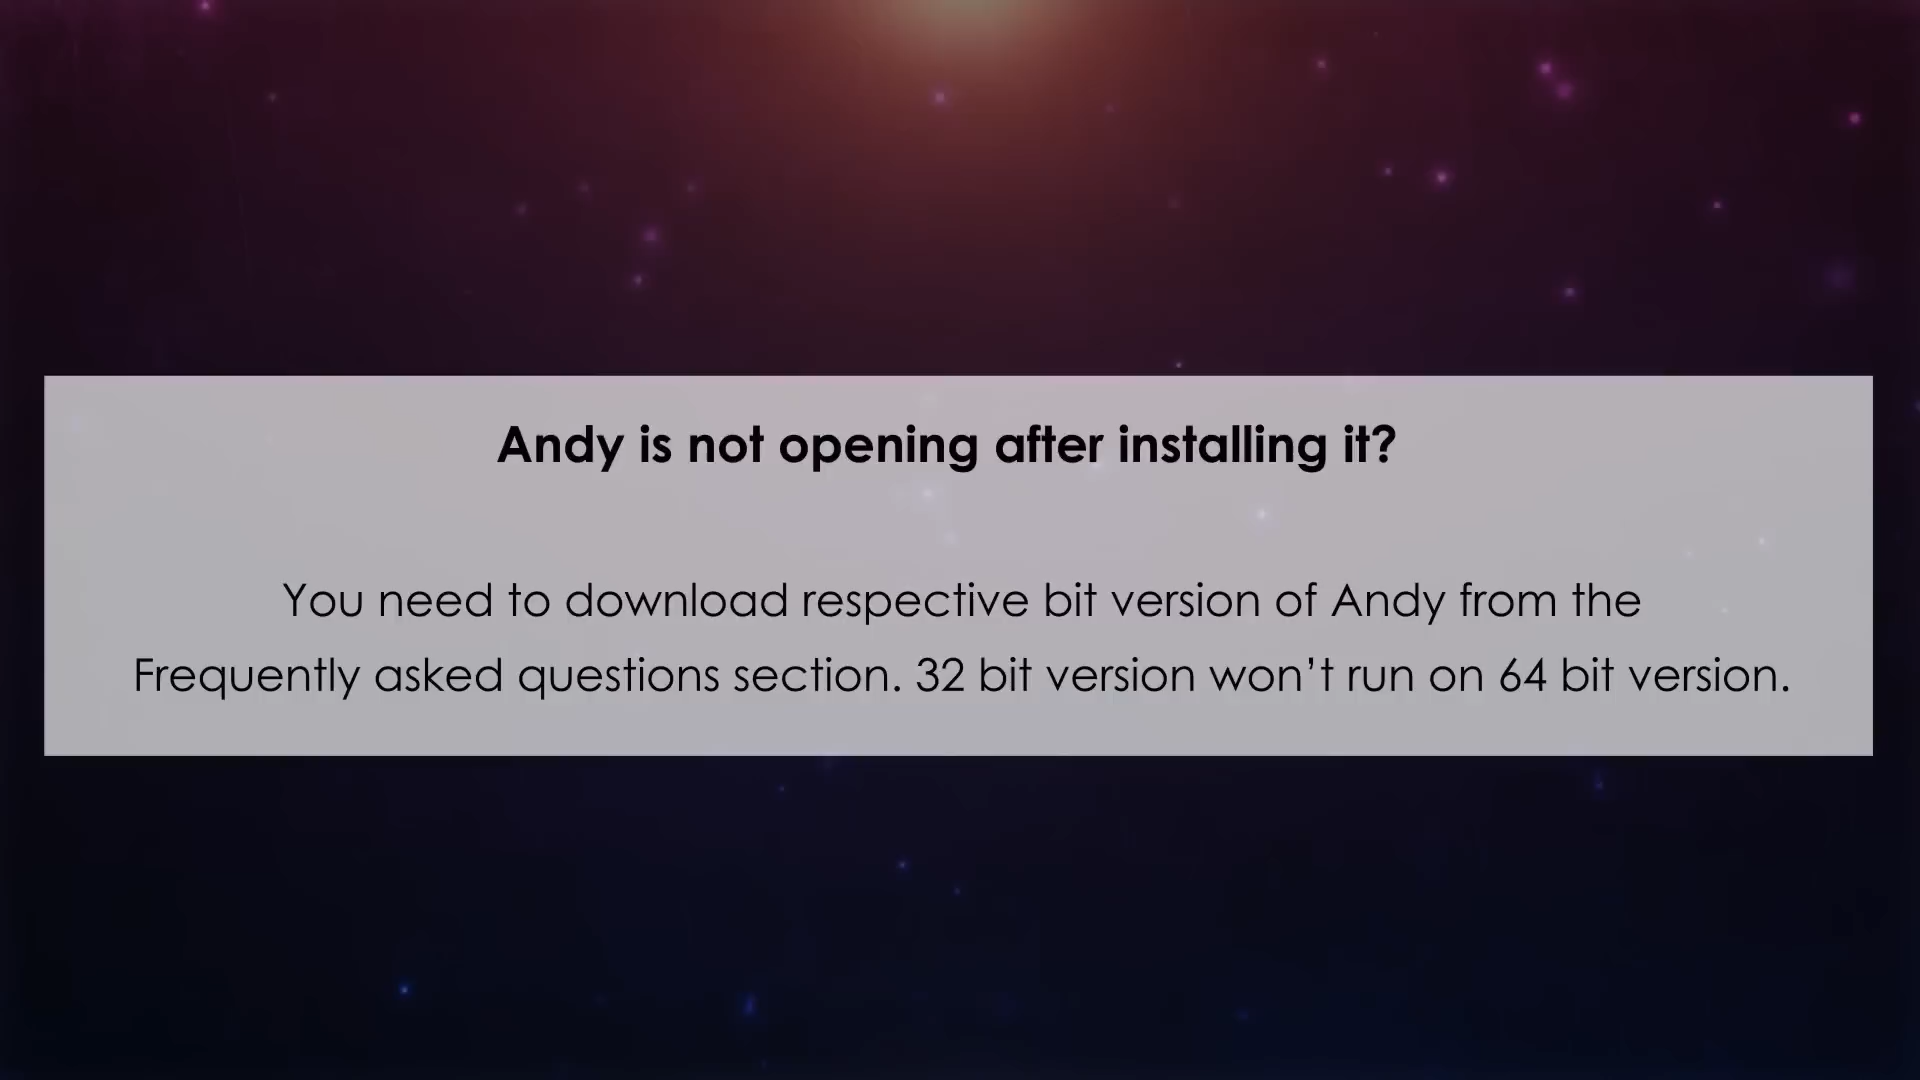 Andy is not opening after installing it?
You need to download respective bit version of Andy from the
Frequently asked questions section. 32 bit version won’t run on 64 bit version.